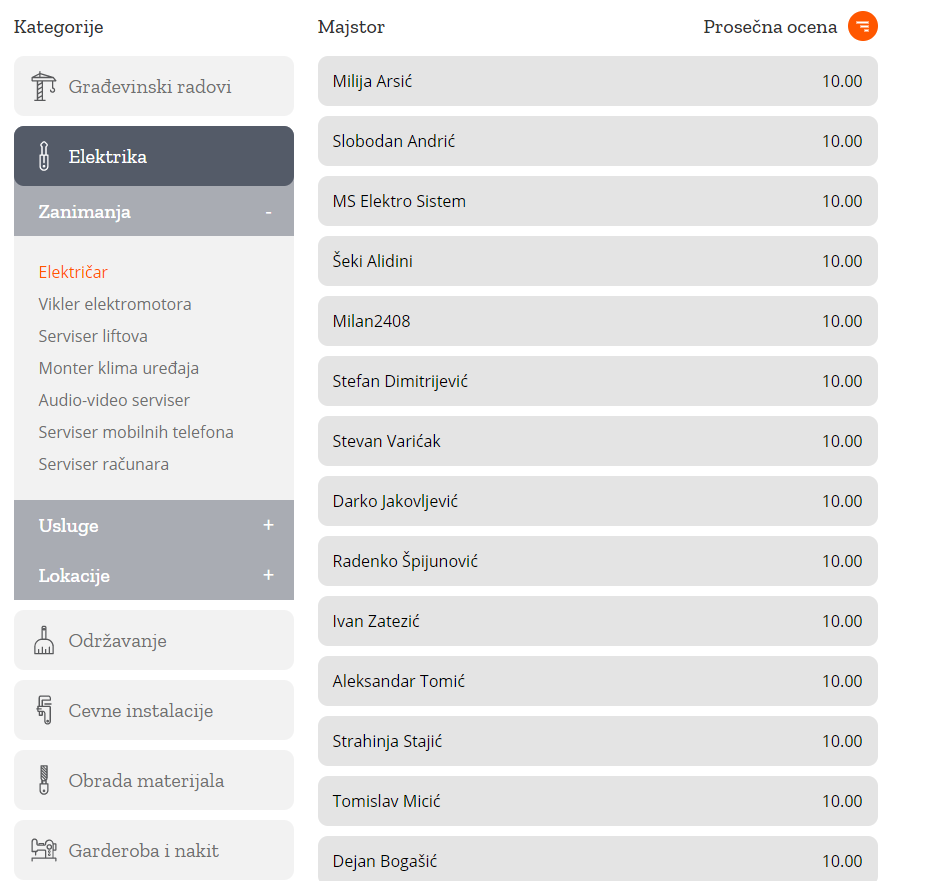 Kategorije
Građevinski radovi
Elektrika
Zanimanja -
Električar
Vikler elektromotora
Serviser liftova
Monter klima uređaja
Audio-video serviser
Serviser mobilnih telefona
Serviser računara
Usluge +
Lokacije +
Održavanje
Cevne instalacije
Obrada materijala
Garderoba i nakit
Majstor Prosečna ocena
Milija Arsić 10.00
Slobodan Andrić 10.00
MS Elektro Sistem 10.00
Šeki Alidini 10.00
Milan2408 10.00
Stefan Dimitrijević 10.00
Stevan Varićak 10.00
Darko Jakovljević 10.00
Radenko Špijunović 10.00
Ivan Zatezić 10.00
Aleksandar Tomić 10.00
Strahinja Stajić 10.00
Tomislav Micić 10.00
Dejan Bogašić 10.00